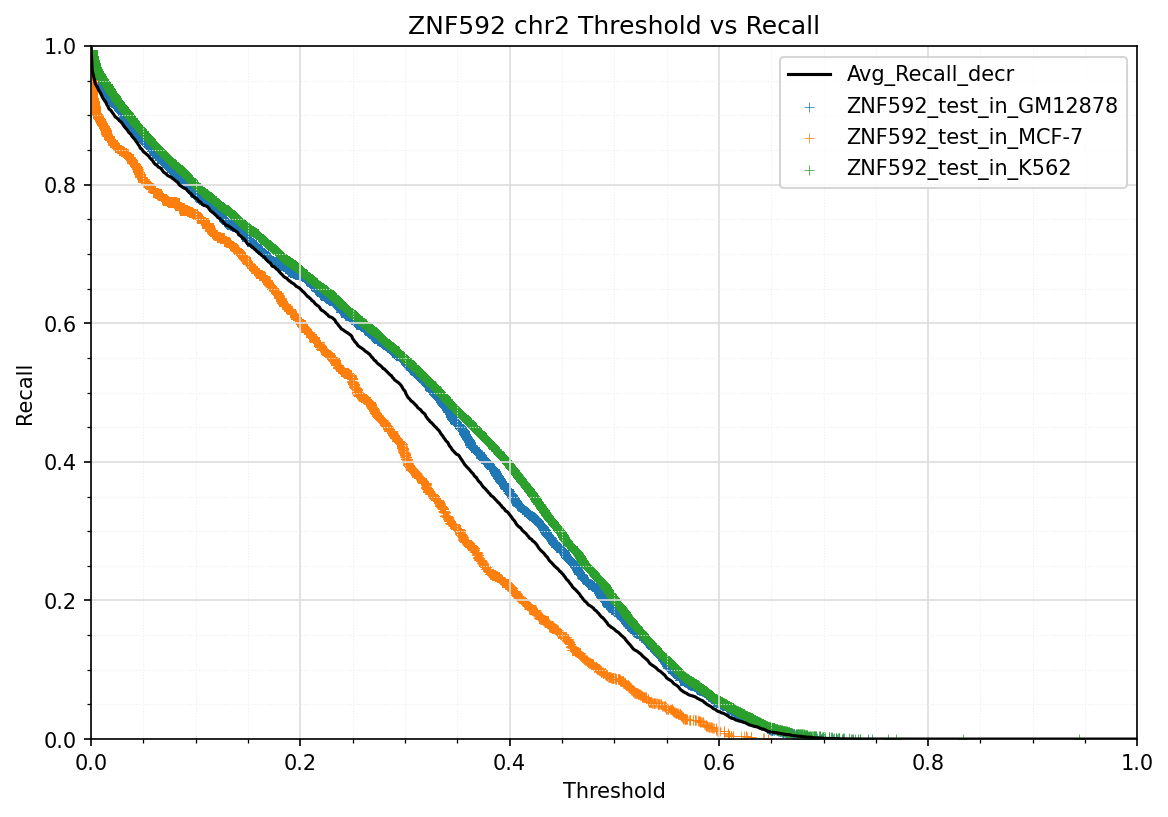 ZNF592 chr2 Threshold vs Recall
Avg_Recall_decr
ZNF592_test_in_GM12878
ZNF592_test_in_MCF-7
ZNF592_test_in_K562
Recall
1.0
0.8
0.6
0.4
0.2
0.0
0.0 0.2 0.4 0.6 0.8 1.0
Threshold